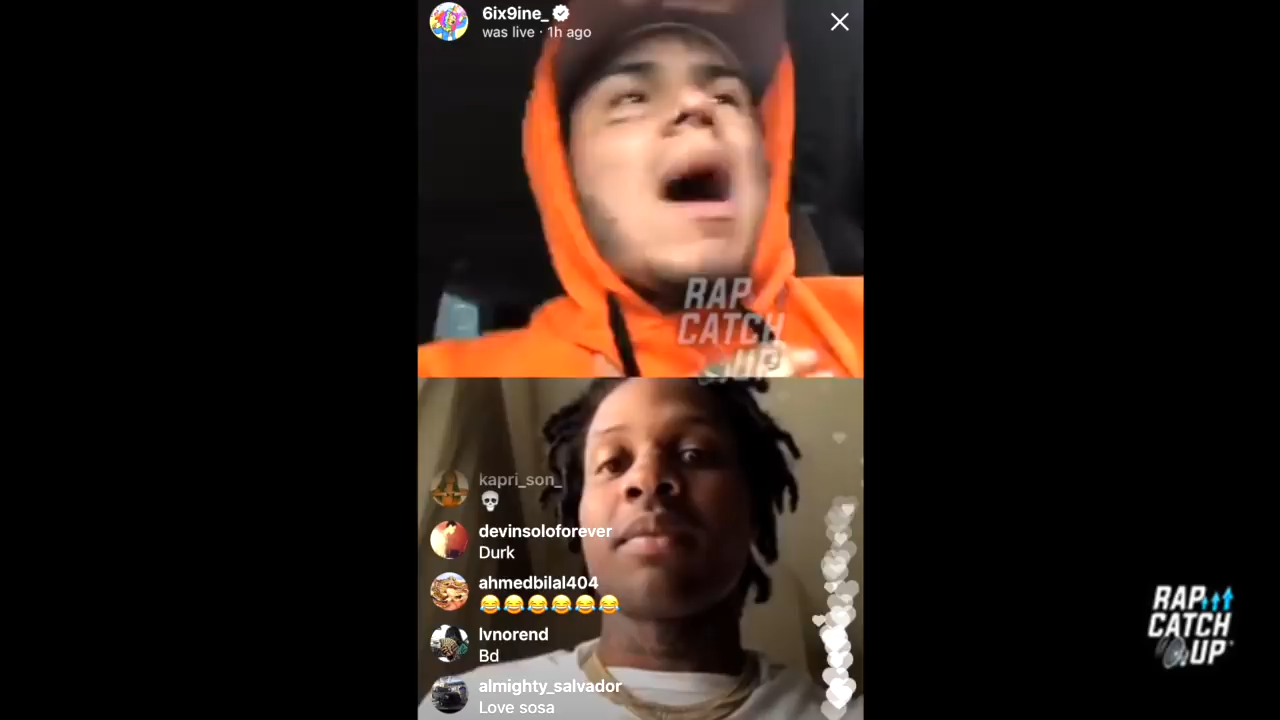 6ix9ine_
was live · 1h ago
RAP
CATCH
UP
kapri_son_
💀
devinsoloforever
Durk
ahmedbilal404
😂😂😂😂😂😂
lvnorend
Bd
almighty_salvador
Love sosa
RAP
CATCH
UP